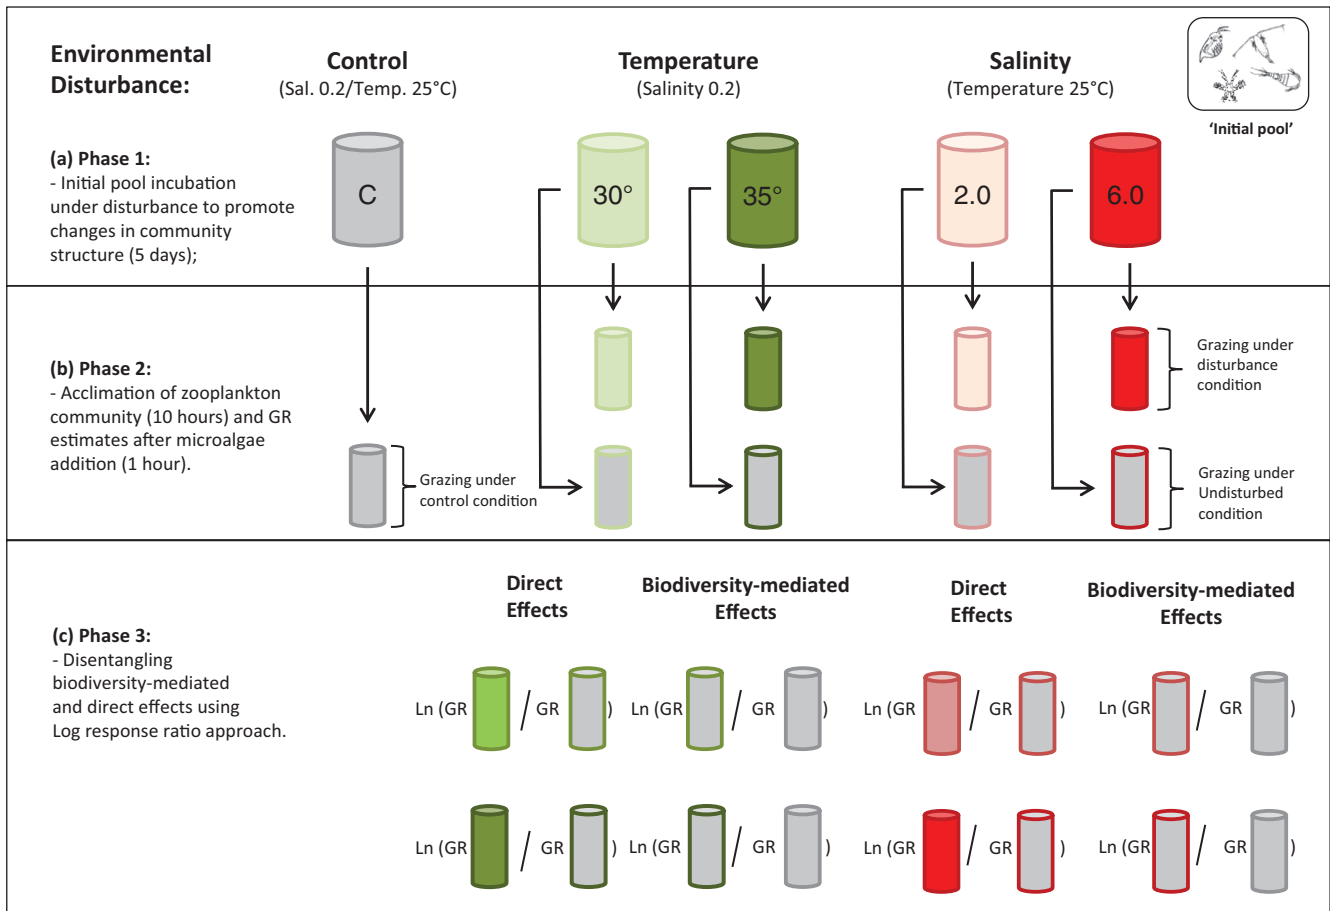 Environmental
Disturbance:
Control
(Sal. 0.2/Temp. 25°C)
Temperature
(Salinity 0.2)
Salinity
(Temperature 25°C)
'Initial pool'
(a) Phase 1:
- Initial pool incubation
under disturbance to promote
changes in community
structure (5 days);
C
30°
35°
2.0
6.0
(b) Phase 2:
- Acclimation of zooplankton
community (10 hours) and GR
estimates after microalgae
addition (1 hour).
Grazing under
control condition
Grazing under
disturbance
condition
Grazing under
Undisturbed
condition
(c) Phase 3:
- Disentangling
biodiversity-mediated
and direct effects using
Log response ratio approach.
Direct
Effects
Biodiversity-mediated
Effects
Direct
Effects
Biodiversity-mediated
Effects
Ln (GR / GR ) Ln (GR / GR ) Ln (GR / GR ) Ln (GR / GR )
Ln (GR / GR ) Ln (GR / GR ) Ln (GR / GR ) Ln (GR / GR )